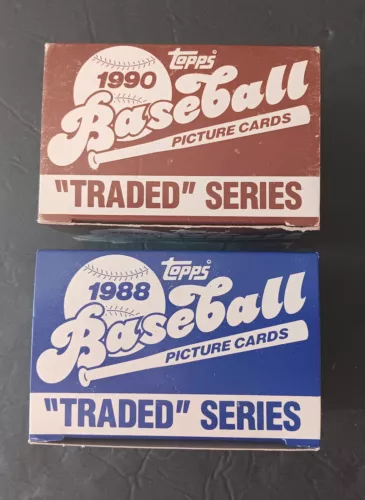 Topps
1990
Baseball
PICTURE CARDS
"TRADED" SERIES
Topps
1988
Baseball
PICTURE CARDS
"TRADED" SERIES